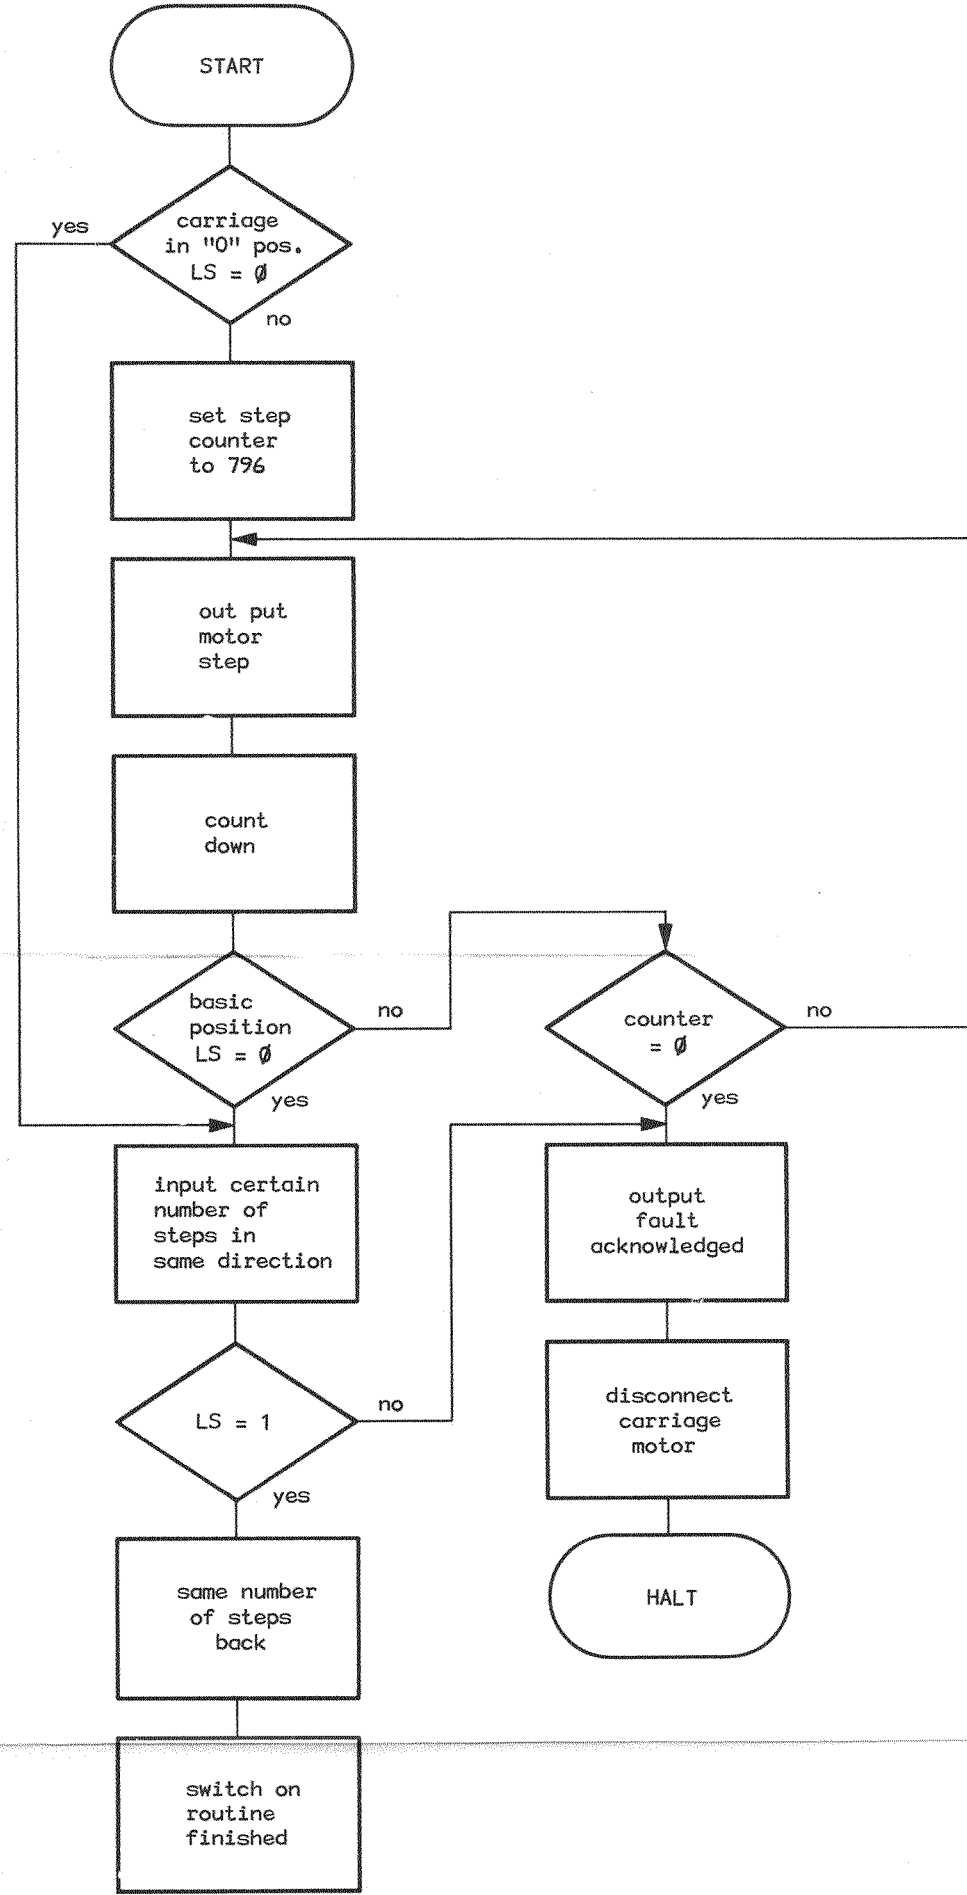 START
yes
carriage
in "0" pos.
LS = Ø
no
set step
counter
to 796
out put
motor
step
count
down
basic
position
LS = Ø
no
yes
counter
= Ø
no
yes
input certain
number of
steps in
same direction
output
fault
acknowledged
LS = 1
no
yes
disconnect
carriage
motor
same number
of steps
back
HALT
switch on
routine
finished